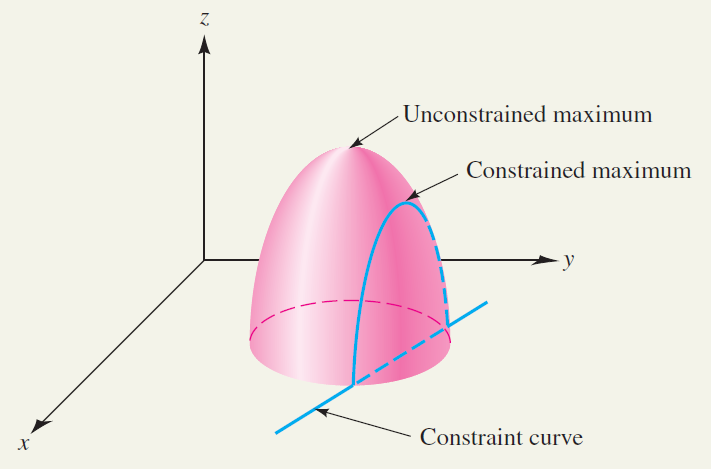 z
Unconstrained maximum
Constrained maximum
y
x
Constraint curve